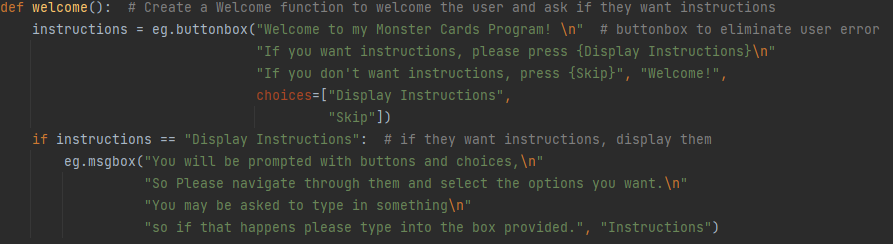 def welcome():  # Create a Welcome function to welcome the user and ask if they want instructions
    instructions = eg.buttonbox("Welcome to my Monster Cards Program! \n"  # buttonbox to eliminate user error
                                "If you want instructions, please press {Display Instructions}\n"
                                "If you don't want instructions, press {Skip}", "Welcome!",
                                choices=["Display Instructions",
                                         "Skip"])
    if instructions == "Display Instructions":  # if they want instructions, display them
        eg.msgbox("You will be prompted with buttons and choices,\n"
                  "So Please navigate through them and select the options you want.\n"
                  "You may be asked to type in something\n"
                  "so if that happens please type into the box provided.", "Instructions")